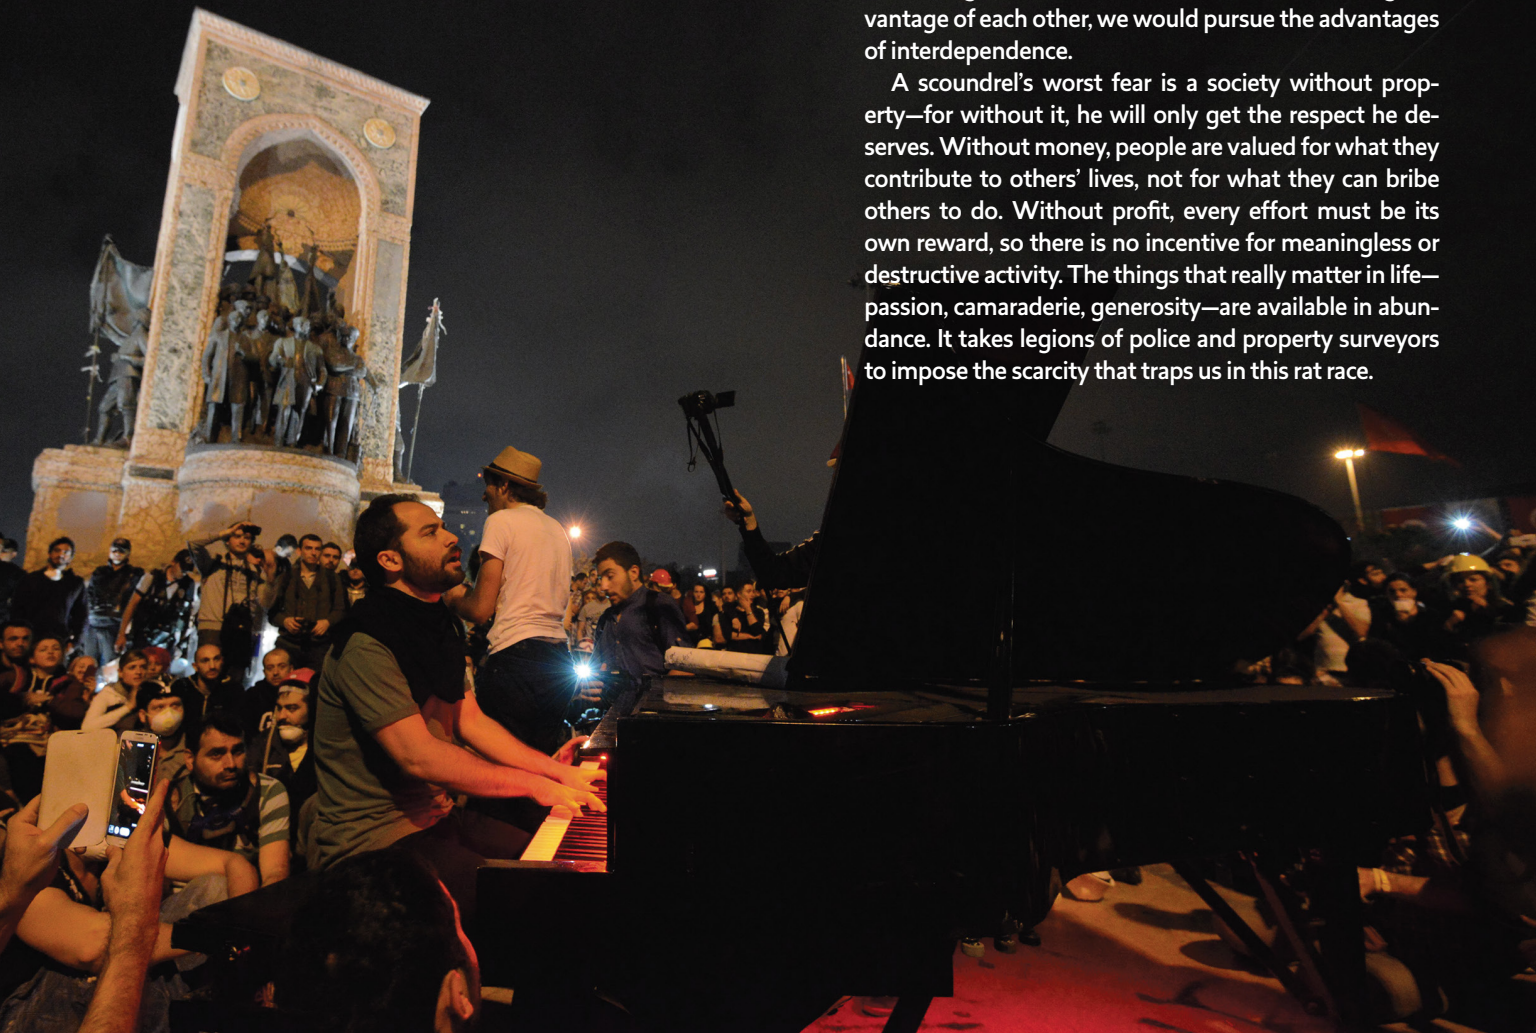 vantage of each other, we would pursue the advantages
of interdependence.
A scoundrel’s worst fear is a society without prop-
erty—for without it, he will only get the respect he de-
serves. Without money, people are valued for what they
contribute to others’ lives, not for what they can bribe
others to do. Without profit, every effort must be its
own reward, so there is no incentive for meaningless or
destructive activity. The things that really matter in life—
passion, camaraderie, generosity—are available in abun-
dance. It takes legions of police and property surveyors
to impose the scarcity that traps us in this rat race.